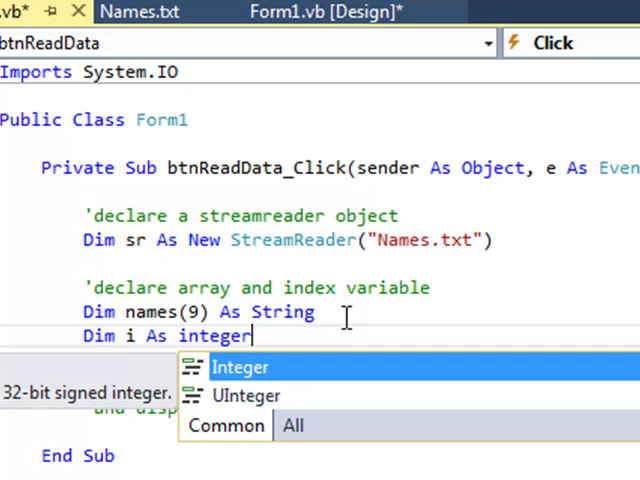 .vb* Names.txt Form1.vb [Design]*
btnReadData Click
Imports System.IO
Public Class Form1
Private Sub btnReadData_Click(sender As Object, e As Even
'declare a streamreader object
Dim sr As New StreamReader("Names.txt")
'declare array and index variable
Dim names(9) As String
Dim i As integer
Integer
32-bit signed integer.
UInteger
and disp
Common All
End Sub